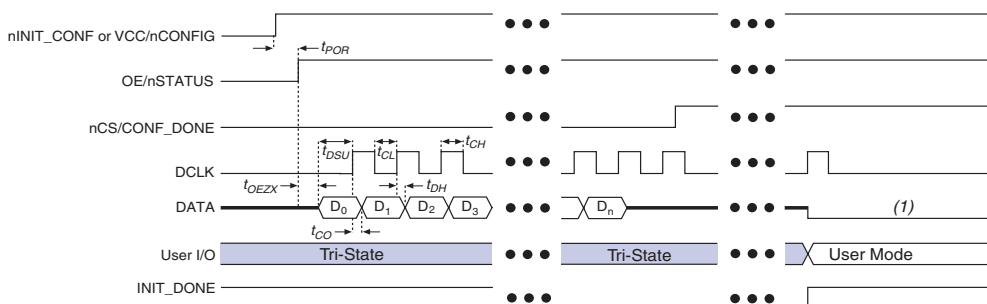 nINIT_CONF or VCC/nCONFIG
tPOR
OE/nSTATUS
nCS/CONF_DONE
tDSU
tCL
tCH
DCLK
tOEZX
tDH
DATA
D0
D1
D2
D3
Dn
(1)
tCO
User I/O
Tri-State
Tri-State
User Mode
INIT_DONE